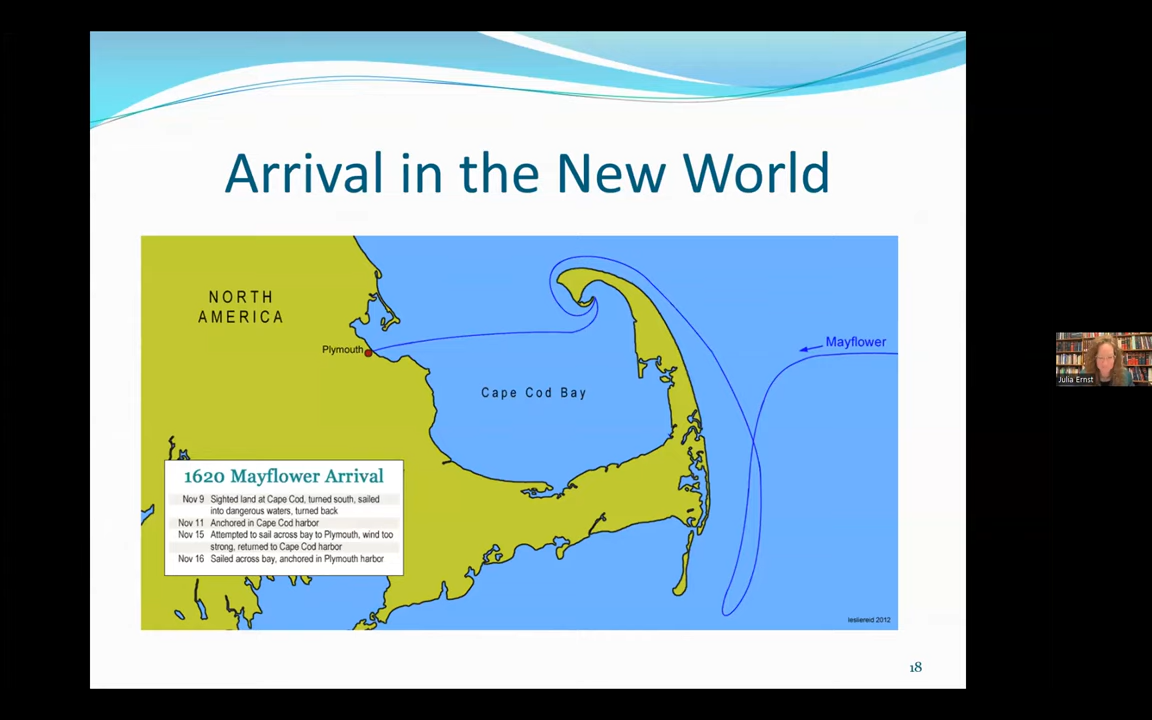 Arrival in the New World
NORTH
AMERICA
Mayflower
Plymouth
Cape Cod Bay
Julia Ernst
1620 Mayflower Arrival
Nov 9 Sighted land at Cape Cod, turned south, sailed
into dangerous waters, turned back
Nov 11 Anchored in Cape Cod harbor
Nov 15 Attempted to sail across bay to Plymouth, wind too
strong, returned to Cape Cod harbor
Nov 16 Sailed across bay, anchored in Plymouth harbor
leskereid 2012
18